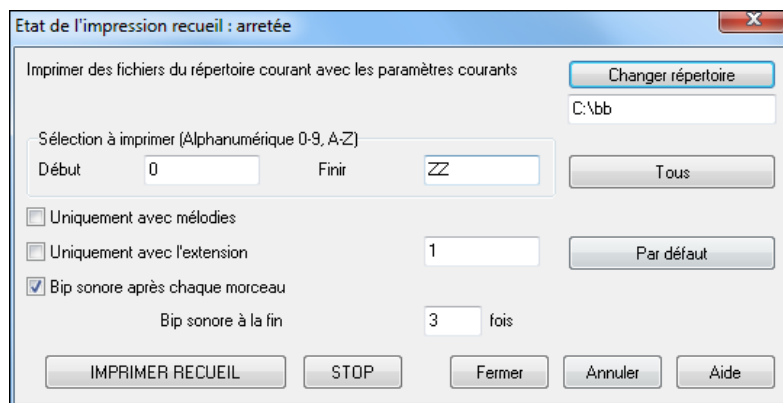 Etat de l'impression recueil : arretée
x
Imprimer des fichiers du répertoire courant avec les paramètres courants
Changer répertoire
C:\bb
Sélection à imprimer (Alphanumérique 0-9, A-Z)
Début 0 Finir ZZ
Tous
Uniquement avec mélodies
Uniquement avec l'extension 1
Par défaut
Bip sonore après chaque morceau
Bip sonore à la fin 3 fois
IMPRIMER RECUEIL STOP Fermer Annuler Aide